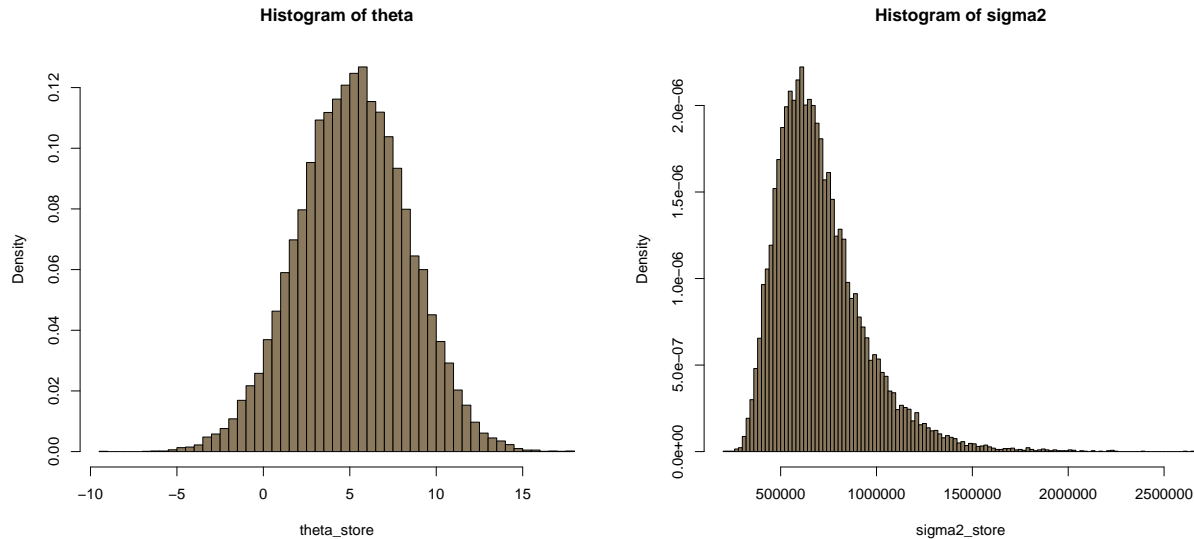 Histogram of theta
Density
0.00 0.02 0.04 0.06 0.08 0.10 0.12
−10 −5 0 5 10 15
theta_store
Histogram of sigma2
Density
0.0e+00 5.0e−07 1.0e−06 1.5e−06 2.0e−06
500000 1000000 1500000 2000000 2500000
sigma2_store